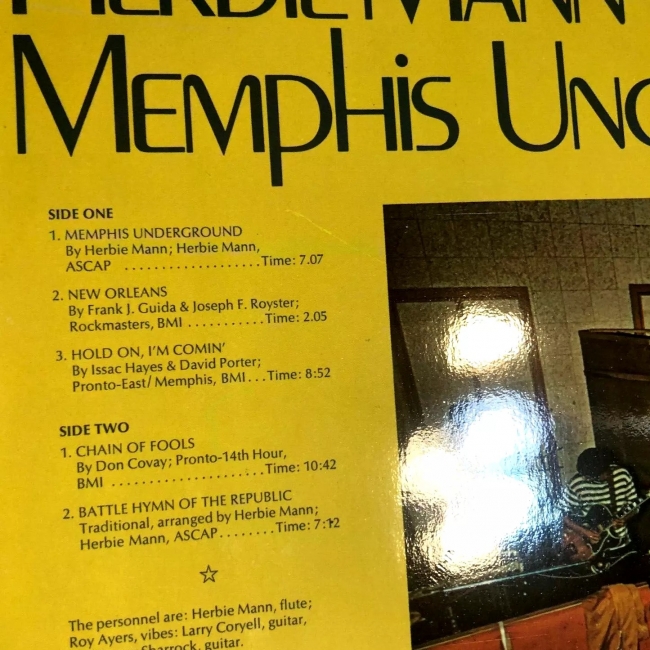 HERBIE MANN
MEMPHIS
SIDE ONE
1. MEMPHIS UNDERGROUND
By Herbie Mann; Herbie Mann,
ASCAP ..................Time: 7.07
2. NEW ORLEANS
By Frank J. Guida & Joseph F. Royster;
Rockmasters, BMI ...........Time: 2.05
3. HOLD ON, I'M COMIN'
By Issac Hayes & David Porter;
Pronto-East/ Memphis, BMI...Time: 8:52
SIDE TWO
1. CHAIN OF FOOLS
By Don Covay; Pronto-14th Hour,
BMI ......................Time: 10:42
2. BATTLE HYMN OF THE REPUBLIC
Traditional, arranged by Herbie Mann;
Herbie Mann, ASCAP........Time: 7:12
The personnel are: Herbie Mann, flute;
Roy Ayers, vibes: Larry Coryell, guitar,
Sharrock, guitar.